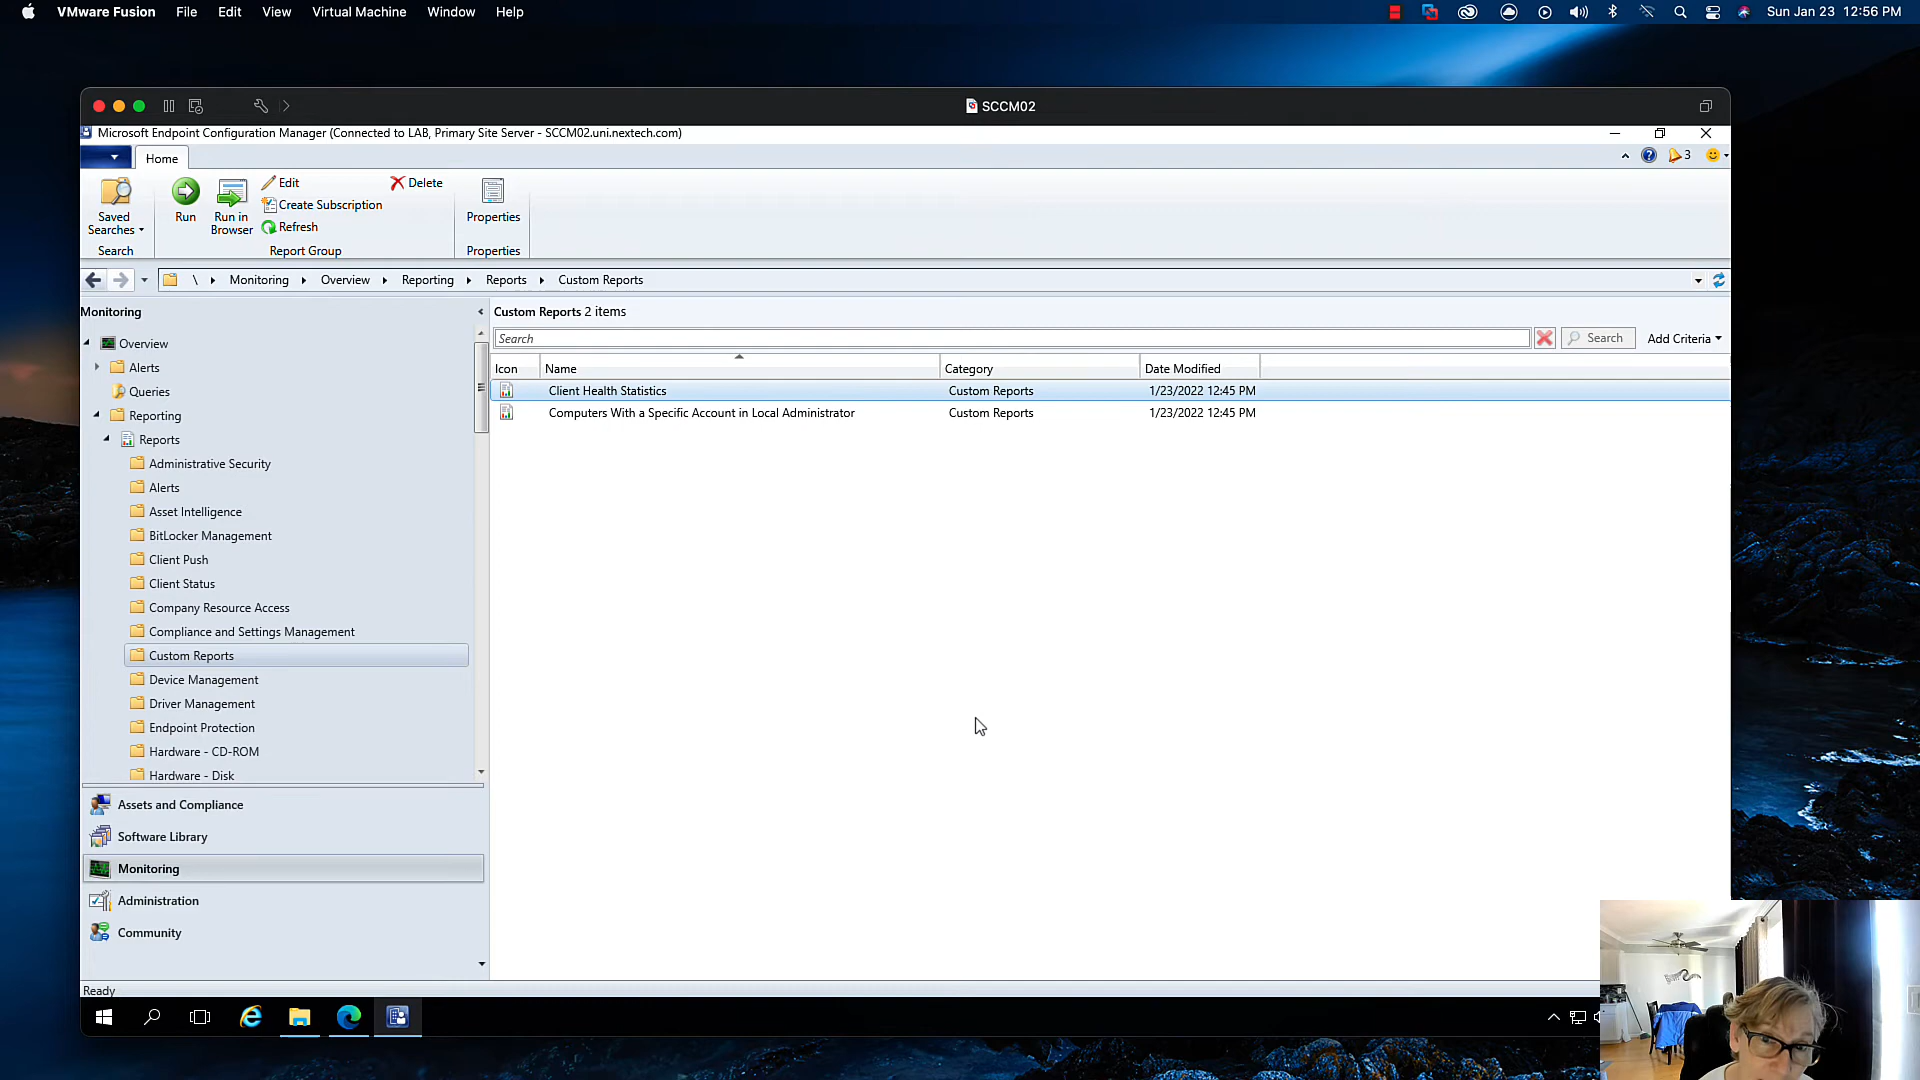 VMware Fusion File Edit View Virtual Machine Window Help Sun Jan 23 12:56 PM
SCCM02
Microsoft Endpoint Configuration Manager (Connected to LAB, Primary Site Server - SCCM02.uni.nextech.com)
Home
3
Saved Searches
Run
Run in Browser
Edit
Create Subscription
Refresh
Delete
Properties
Search
Report Group
Properties
\ Monitoring Overview Reporting Reports Custom Reports
Monitoring
Overview
Alerts
Queries
Reporting
Reports
Administrative Security
Alerts
Asset Intelligence
BitLocker Management
Client Push
Client Status
Company Resource Access
Compliance and Settings Management
Custom Reports
Device Management
Driver Management
Endpoint Protection
Hardware - CD-ROM
Hardware - Disk
Assets and Compliance
Software Library
Monitoring
Administration
Community
Custom Reports 2 items
Search
Search
Add Criteria
Icon Name Category Date Modified
Client Health Statistics Custom Reports 1/23/2022 12:45 PM
Computers With a Specific Account in Local Administrator Custom Reports 1/23/2022 12:45 PM
Ready